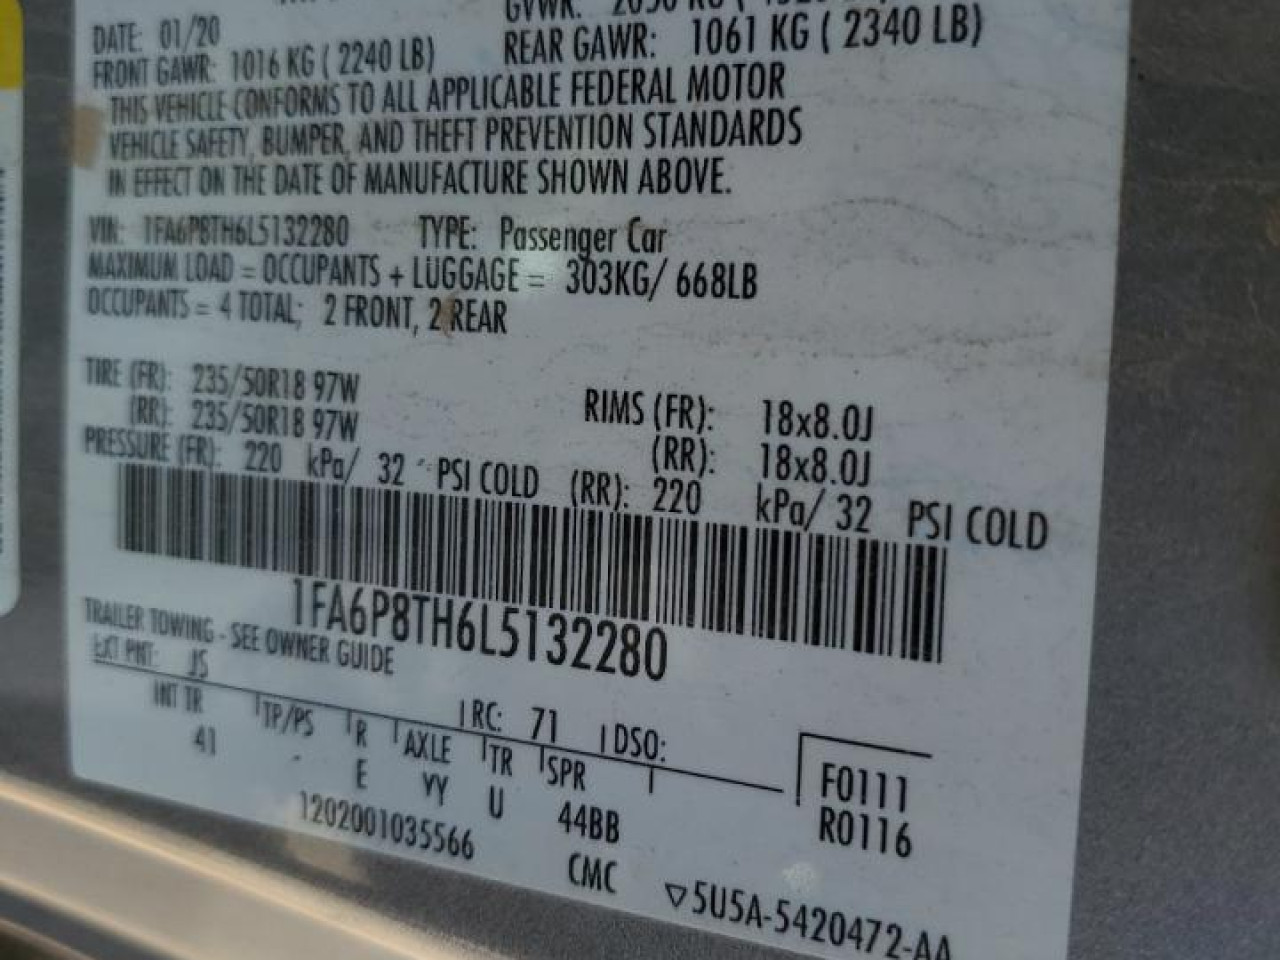 DATE: 01/20
GVWR: 2050 KG (
FRONT GAWR: 1016 KG ( 2240 LB) REAR GAWR: 1061 KG ( 2340 LB)
THIS VEHICLE CONFORMS TO ALL APPLICABLE FEDERAL MOTOR
VEHICLE SAFETY, BUMPER, AND THEFT PREVENTION STANDARDS
IN EFFECT ON THE DATE OF MANUFACTURE SHOWN ABOVE.
VIN: 1FA6P8TH6L5132280 TYPE: Passenger Car
MAXIMUM LOAD = OCCUPANTS + LUGGAGE = 303KG/ 668LB
OCCUPANTS = 4 TOTAL; 2 FRONT, 2 REAR
TIRE (FR): 235/50R18 97W RIMS (FR): 18x8.0J
(RR): 235/50R18 97W (RR): 18x8.0J
PRESSURE (FR): 220 kPa/ 32 PSI COLD (RR): 220 kPa/ 32 PSI COLD
1FA6P8TH6L5132280
TRAILER TOWING - SEE OWNER GUIDE
EXT PNT: JS RC: 71 DSO:
INT TR TP/PS R AXLE TR SPR
41 - E VY U 44BB
F0111
R0116
1202001035566
CMC
▽5U5A-5420472-AA